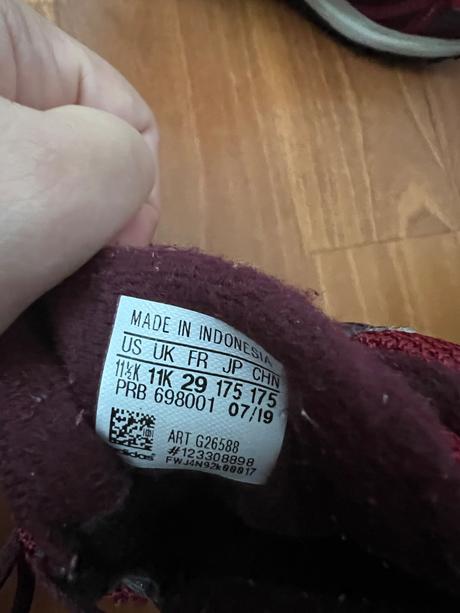 MADE IN INDONESIA
US UK FR JP CHN
11½K 11K 29 175 175
PRB 698001 07/19
ART G26588
#123308898
adidas FWJ4N92k00017